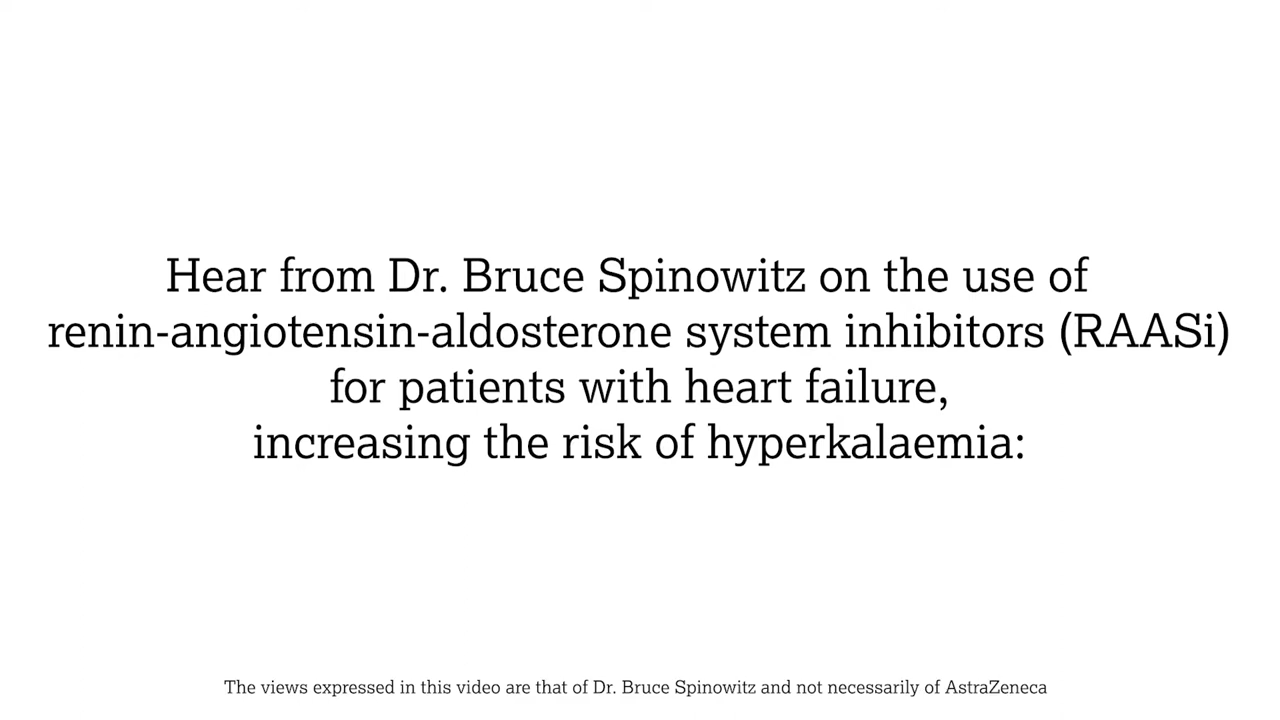 Hear from Dr. Bruce Spinowitz on the use of
renin-angiotensin-aldosterone system inhibitors (RAASi)
for patients with heart failure,
increasing the risk of hyperkalaemia:
The views expressed in this video are that of Dr. Bruce Spinowitz and not necessarily of AstraZeneca